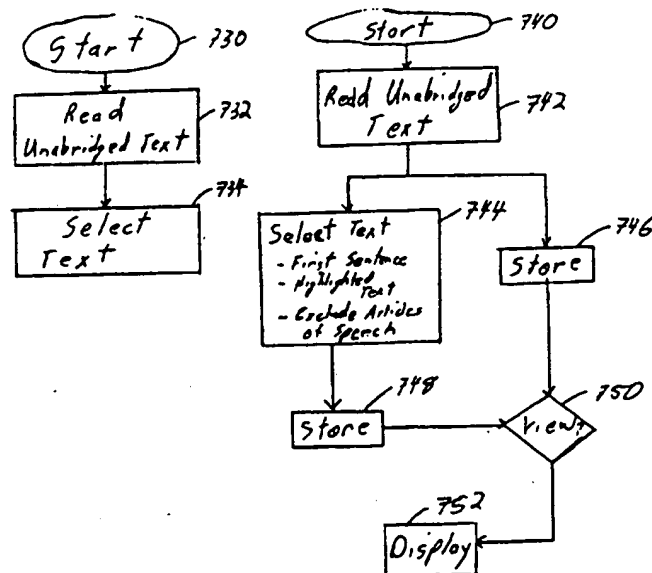 Start
730
Read
Unabridged Text
732
Select
Text
734
Start
740
Read Unabridged
Text
742
Select Text
- First Sentence
- Highlighted
Text
- Exclude Articles
of Speech
744
Store
746
Store
748
View?
750
Display
752